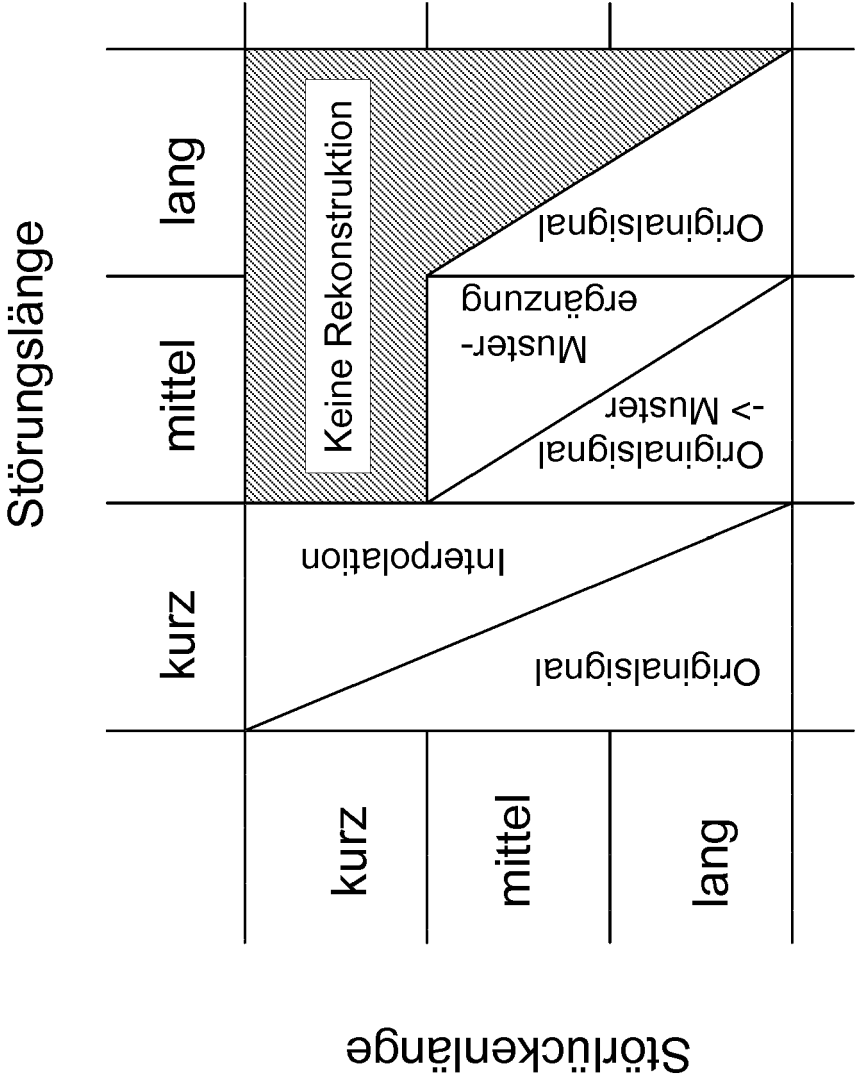 Störungslänge
kurz
mittel
lang
Störlückenlänge
kurz
mittel
lang
Keine Rekonstruktion
Interpolation
Originalsignal
Muster-
ergänzung
Originalsignal
-> Muster
Originalsignal